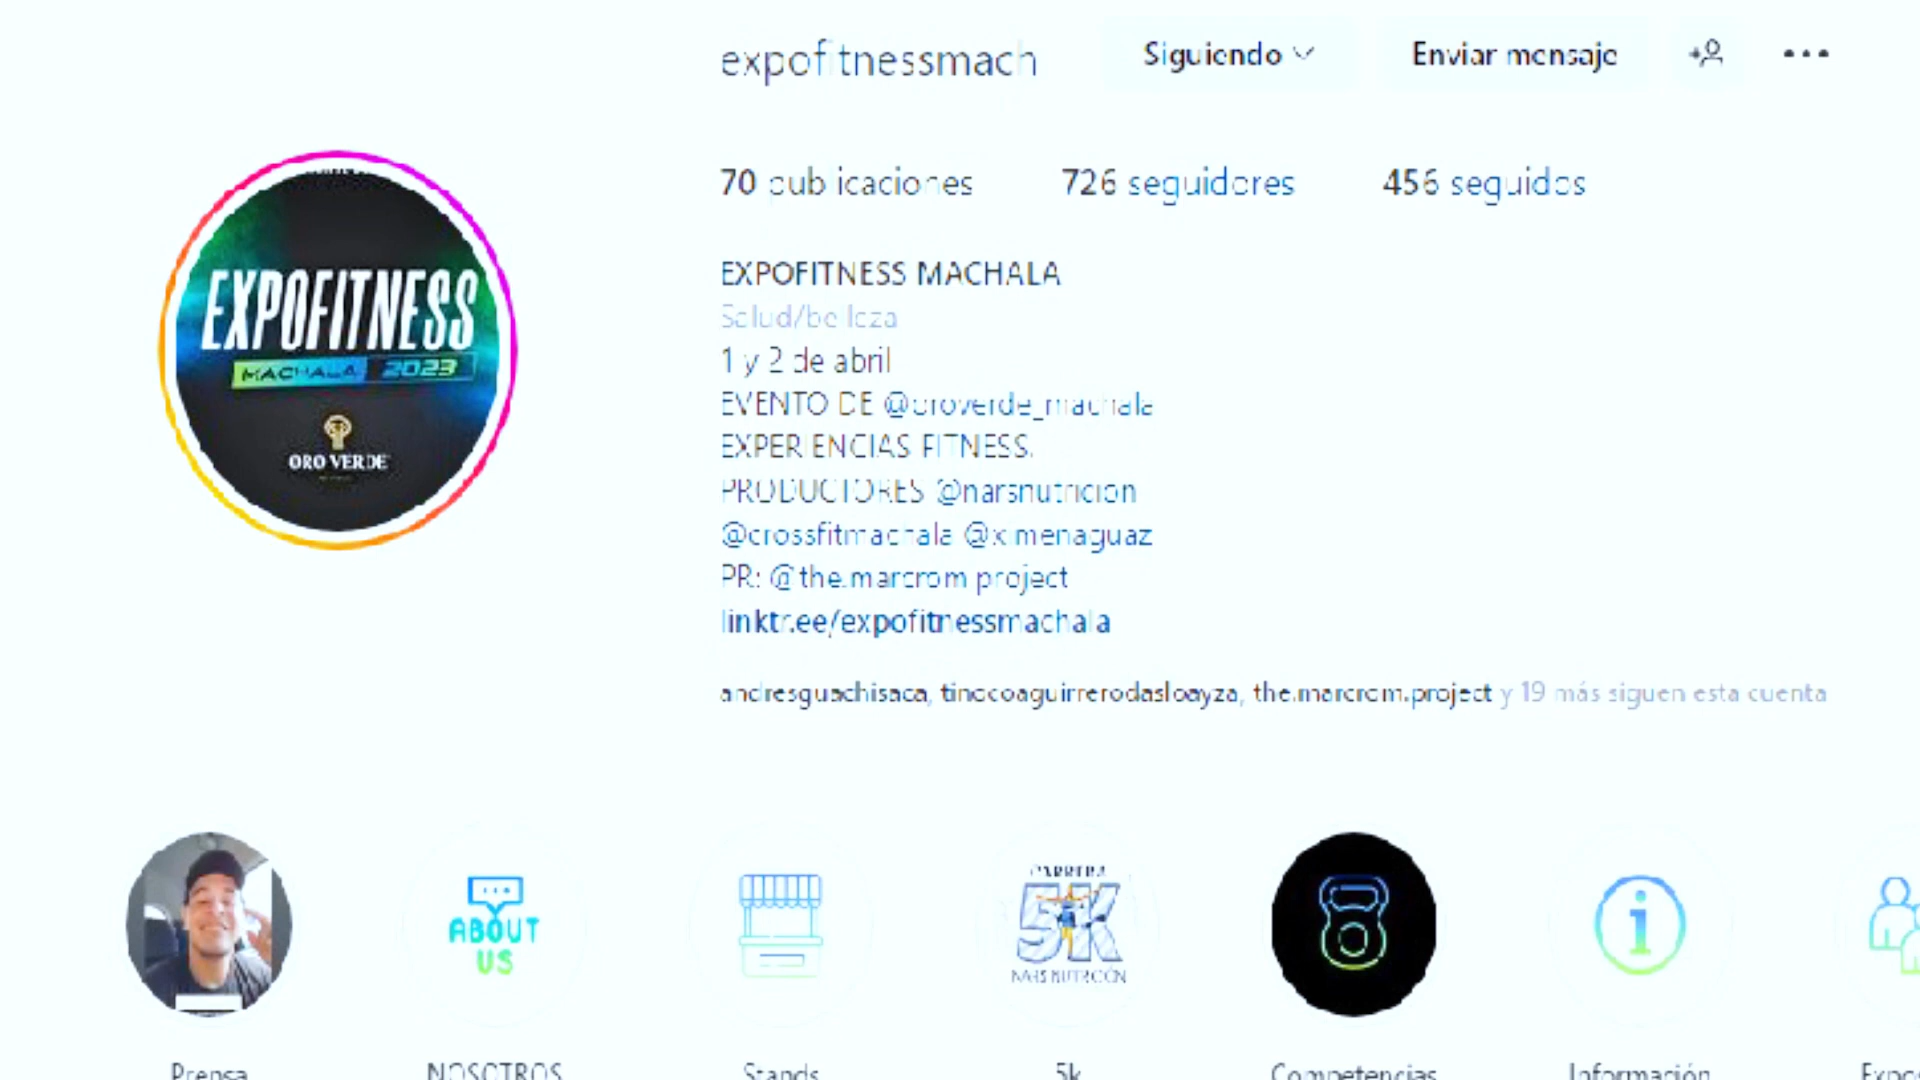 expofitnessmach
Siguiendo
Enviar mensaje
70 publicaciones
726 seguidores
456 seguidos
EXPOFITNESS
MACHALA 2023
ORO VERDE
EXPOFITNESS MACHALA
Salud/belleza
1 y 2 de abril
EVENTO DE @oroverde_machala
EXPERIENCIAS FITNESS.
PRODUCTORES @narsnutricion
@crossfitmachala @ximenaguaz
PR: @the.marcrom.project
linktr.ee/expofitnessmachala
andresguachisaca, tinocoaguirrerodasloayza, the.marcrom.project y 19 más siguen esta cuenta
ABOUT
US
CARRERA
5K
NARS NUTRICIÓN
Prensa
NOSOTROS
Stands
5k
Competencias
Información
Expos